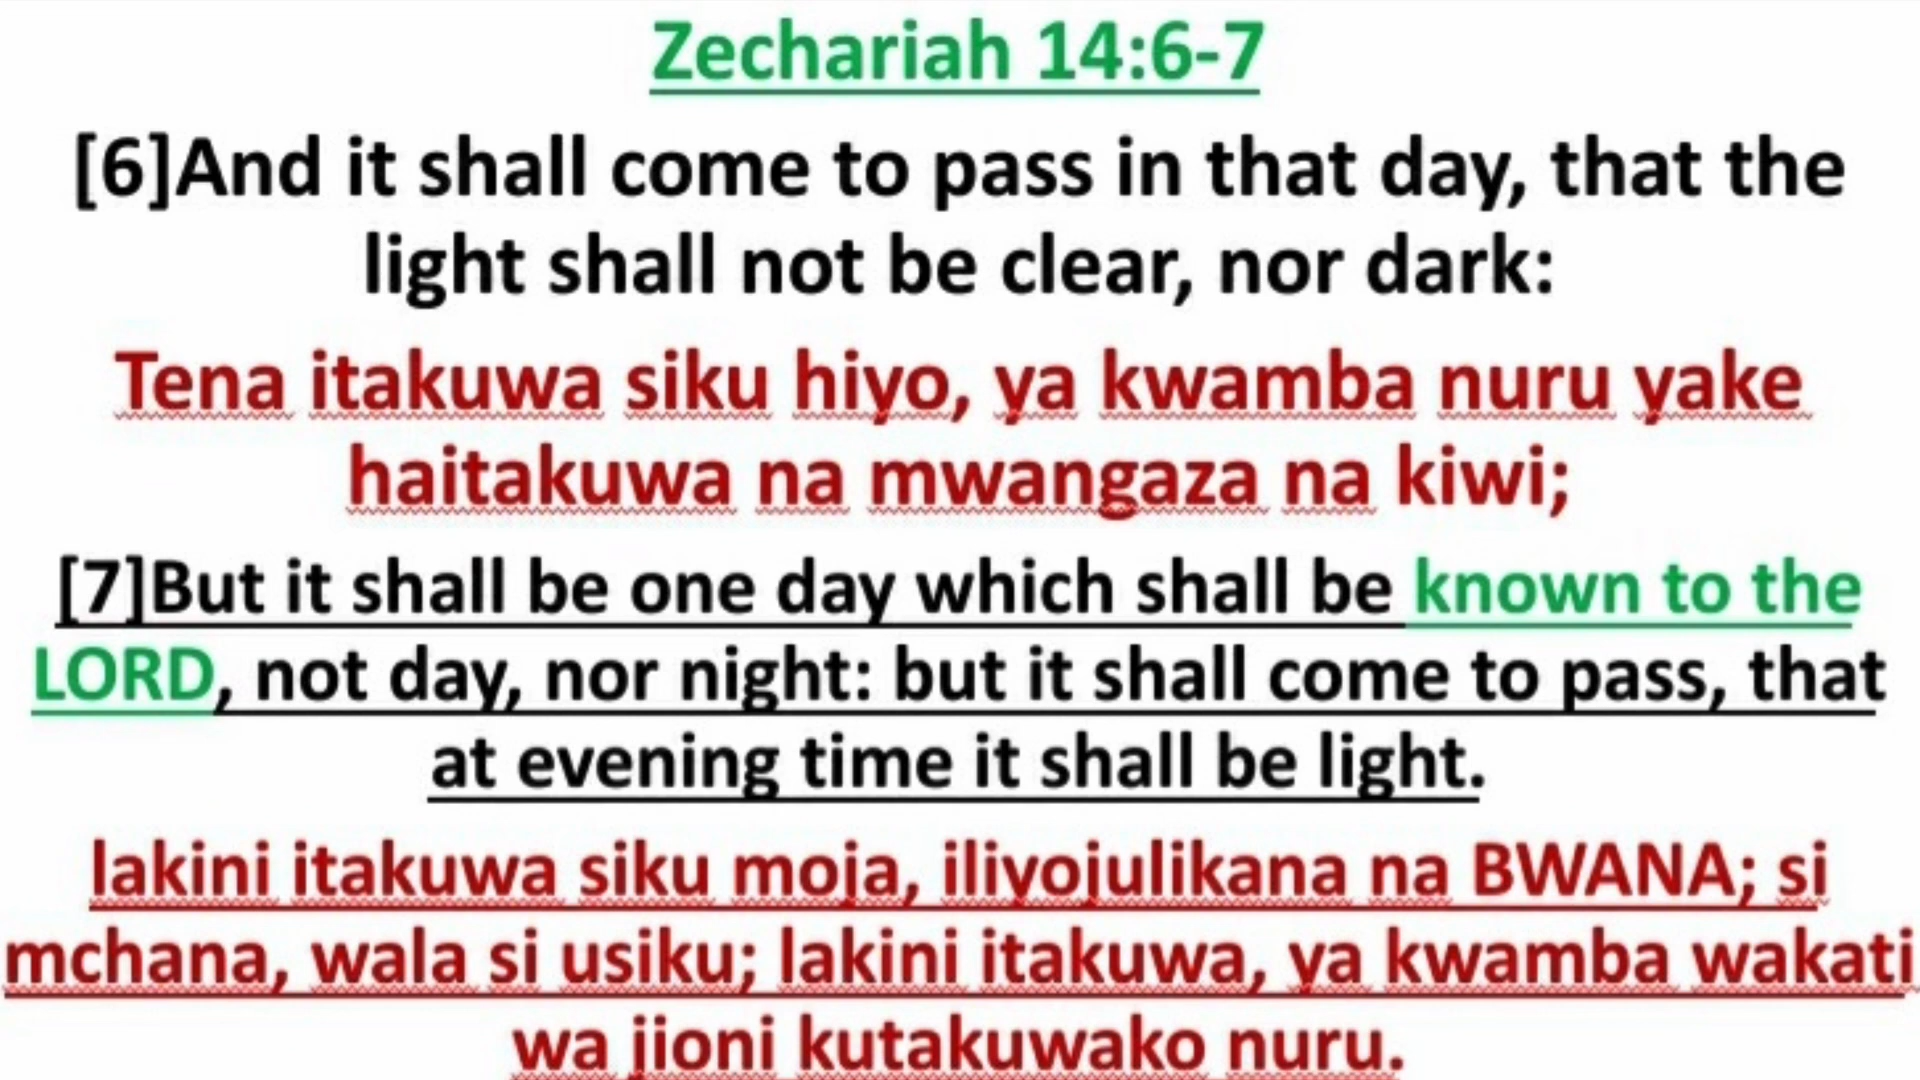 Zechariah 14:6-7
[6]And it shall come to pass in that day, that the
light shall not be clear, nor dark:
Tena itakuwa siku hiyo, ya kwamba nuru yake
haitakuwa na mwangaza na kiwi;
[7]But it shall be one day which shall be known to the
LORD, not day, nor night: but it shall come to pass, that
at evening time it shall be light.
lakini itakuwa siku moja, iliyojulikana na BWANA; si
mchana, wala si usiku; lakini itakuwa, ya kwamba wakati
wa jioni kutakuwako nuru.